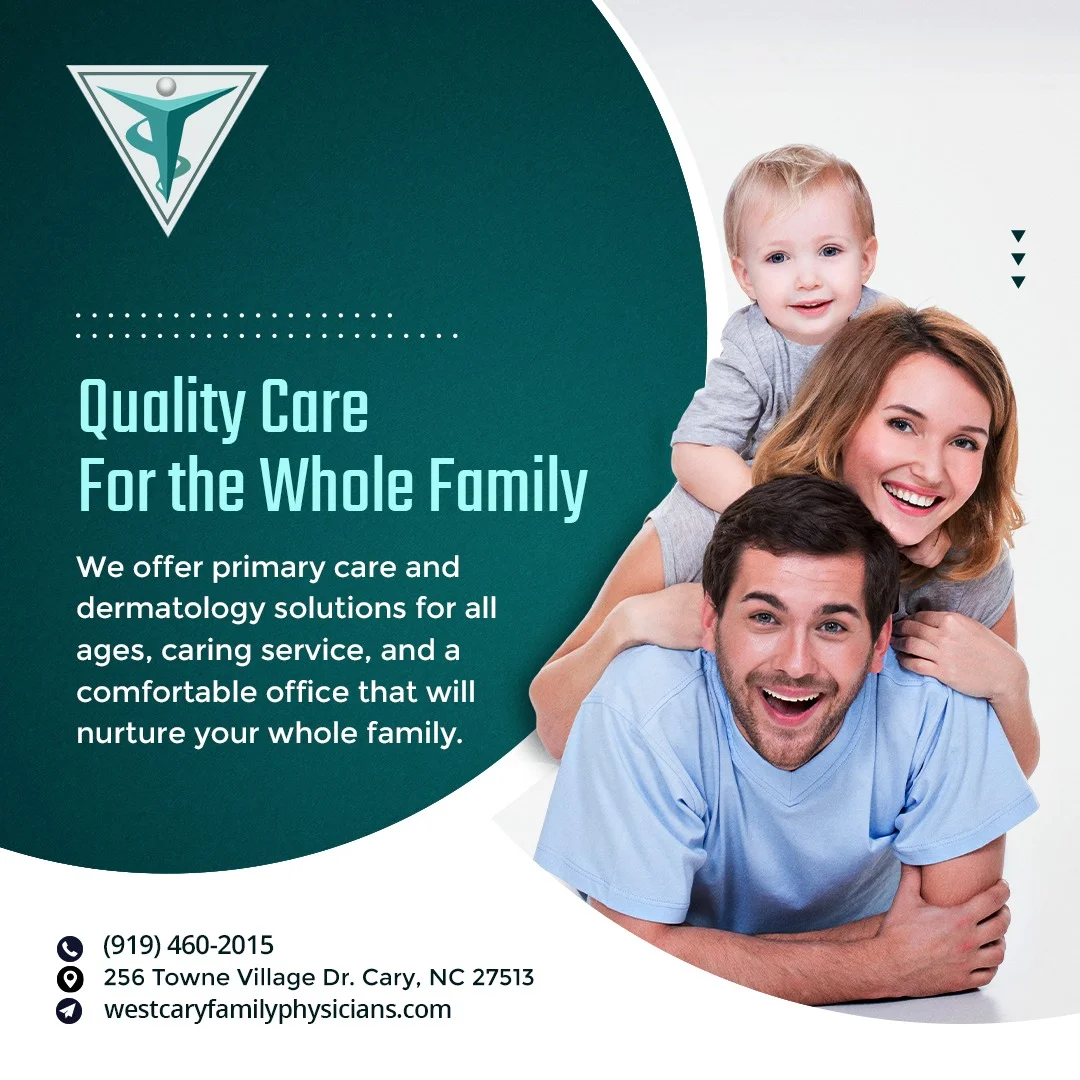 Quality Care
For the Whole Family
We offer primary care and
dermatology solutions for all
ages, caring service, and a
comfortable office that will
nurture your whole family.
(919) 460-2015
256 Towne Village Dr. Cary, NC 27513
westcaryfamilyphysicians.com